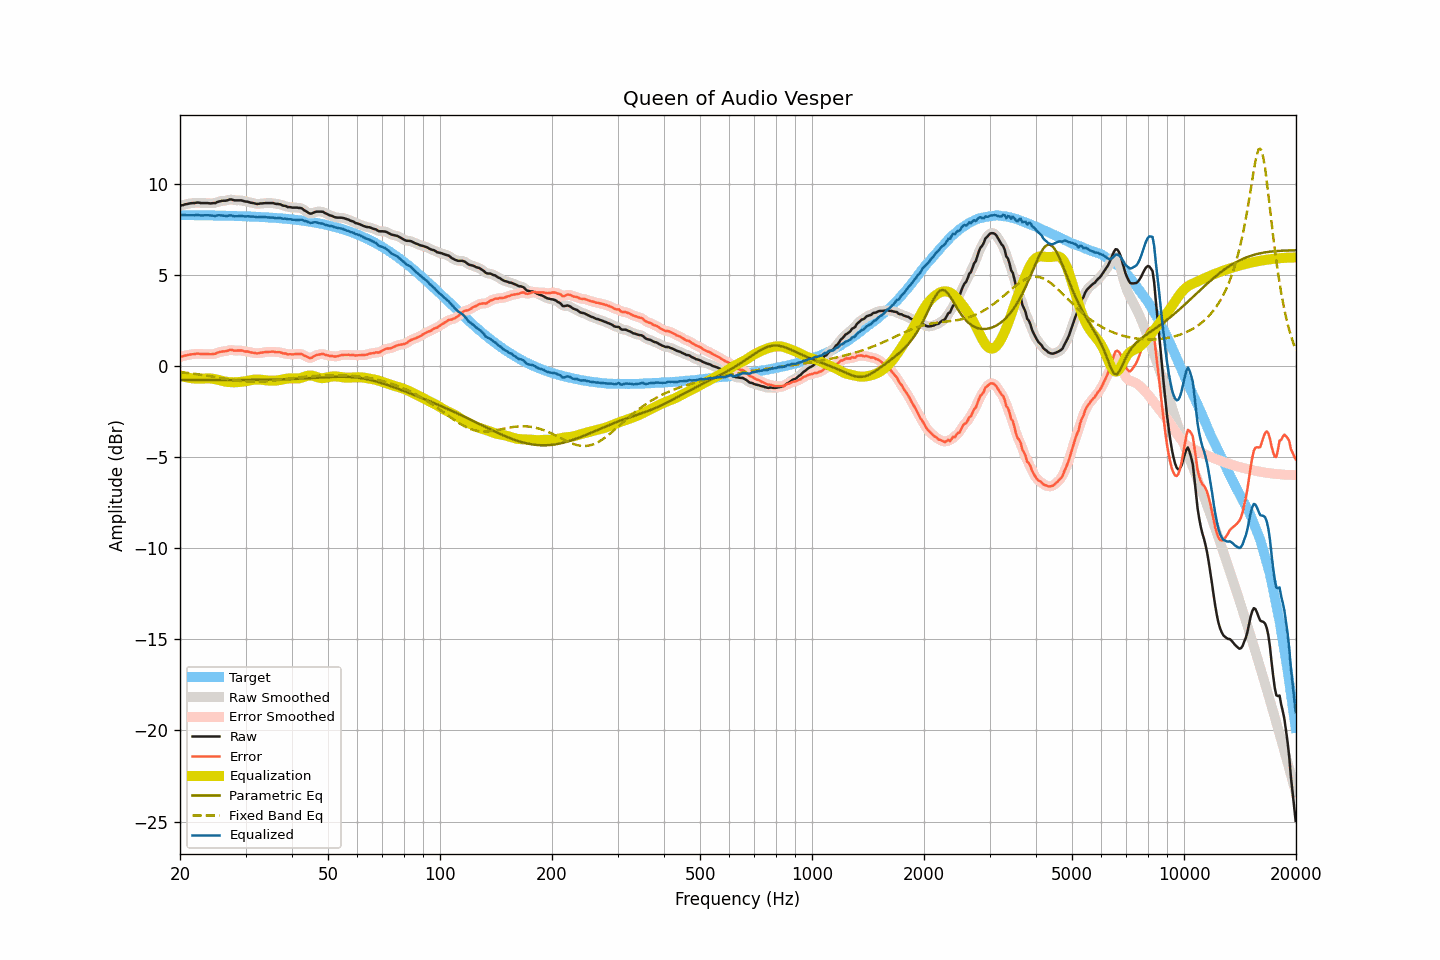 Queen of Audio Vesper
Amplitude (dBr)
10
5
0
−5
−10
−15
−20
−25
Target
Raw Smoothed
Error Smoothed
Raw
Error
Equalization
Parametric Eq
Fixed Band Eq
Equalized
20 50 100 200 500 1000 2000 5000 10000 20000
Frequency (Hz)